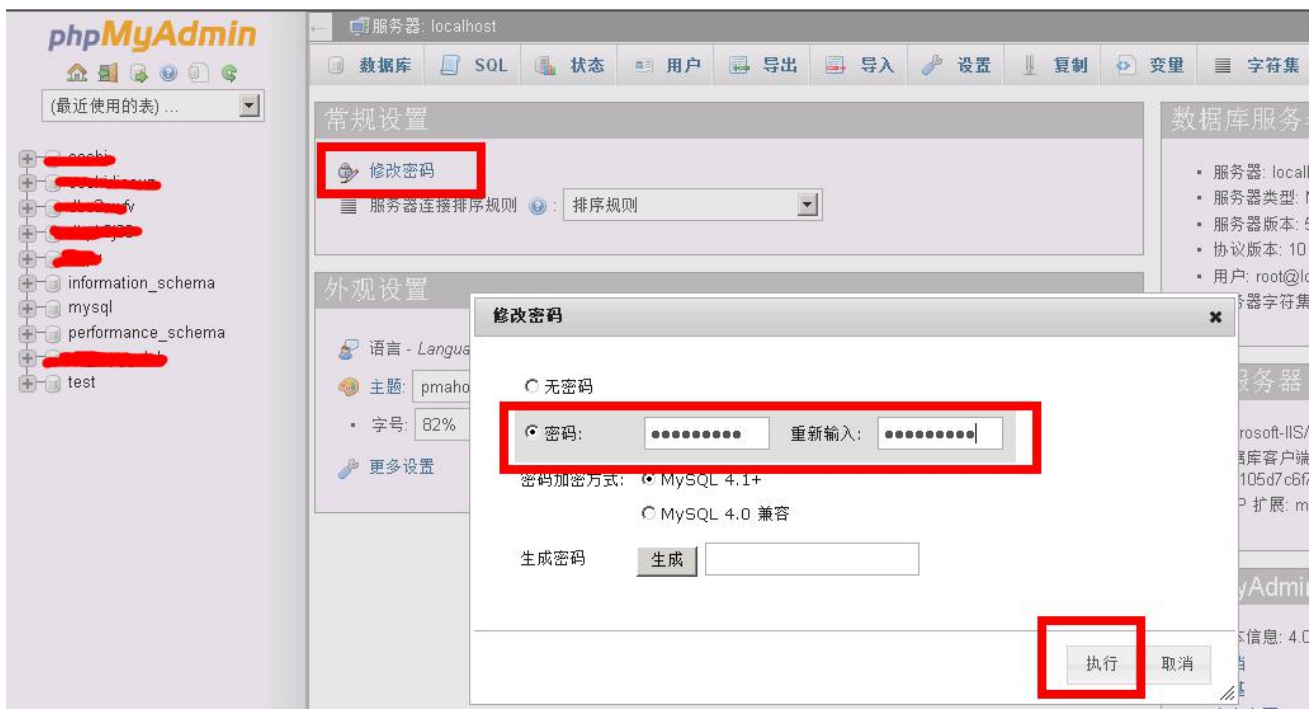 phpMyAdmin
(最近使用的表) ...
information_schema
mysql
performance_schema
test
服务器: localhost
数据库 SQL 状态 用户 导出 导入 设置 复制 变量 字符集
常规设置
修改密码
服务器连接排序规则 : 排序规则
外观设置
语言 - Langua
主题: pmaho
字号: 82%
更多设置
数据库服务
服务器: local
服务器类型:
服务器版本: 5
协议版本: 10
用户: root@lo
器字符集
服务器
rosoft-IIS/
据库客户端
105d7c6f
P 扩展: m
yAdmin
本信息: 4.0
修改密码
无密码
密码: ●●●●●●●●● 重新输入: ●●●●●●●●●
密码加密方式: MySQL 4.1+
MySQL 4.0 兼容
生成密码 生成
执行 取消